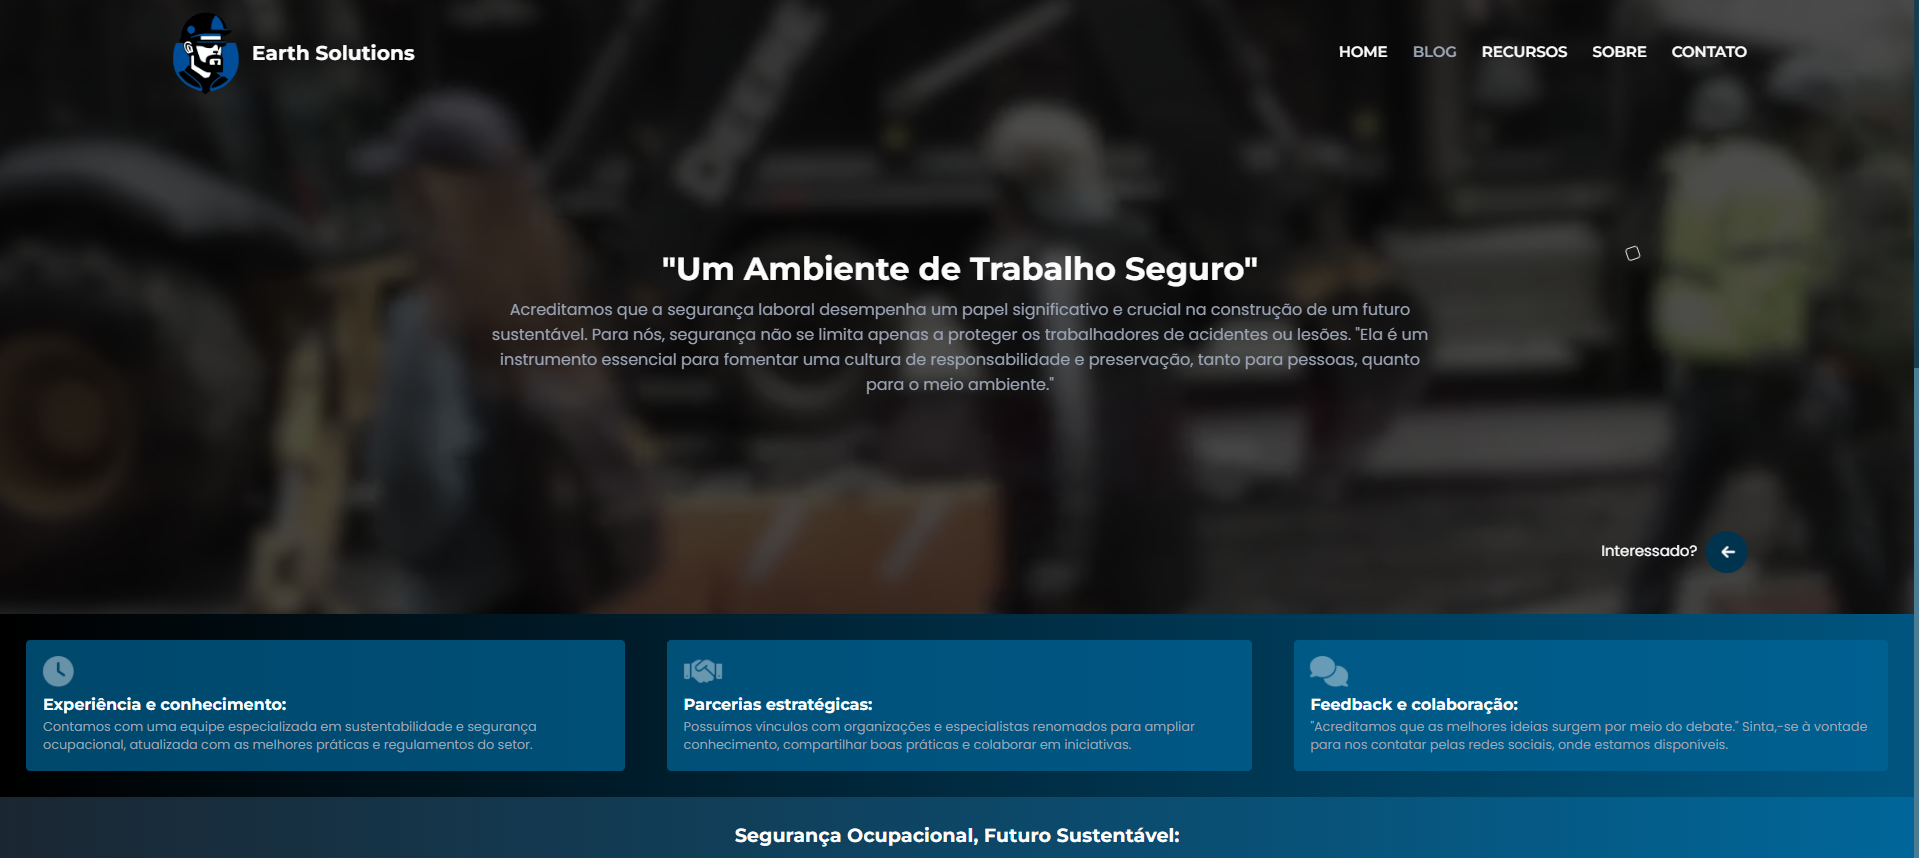 Earth Solutions
HOME BLOG RECURSOS SOBRE CONTATO
"Um Ambiente de Trabalho Seguro"
Acreditamos que a segurança laboral desempenha um papel significativo e crucial na construção de um futuro
sustentável. Para nós, segurança não se limita apenas a proteger os trabalhadores de acidentes ou lesões. "Ela é um
instrumento essencial para fomentar uma cultura de responsabilidade e preservação, tanto para pessoas, quanto
para o meio ambiente."
Interessado?
Experiência e conhecimento:
Contamos com uma equipe especializada em sustentabilidade e segurança
ocupacional, atualizada com as melhores práticas e regulamentos do setor.
Parcerias estratégicas:
Possuímos vínculos com organizações e especialistas renomados para ampliar
conhecimento, compartilhar boas práticas e colaborar em iniciativas.
Feedback e colaboração:
"Acreditamos que as melhores ideias surgem por meio do debate." Sinta,-se à vontade
para nos contatar pelas redes sociais, onde estamos disponíveis.
Segurança Ocupacional, Futuro Sustentável: